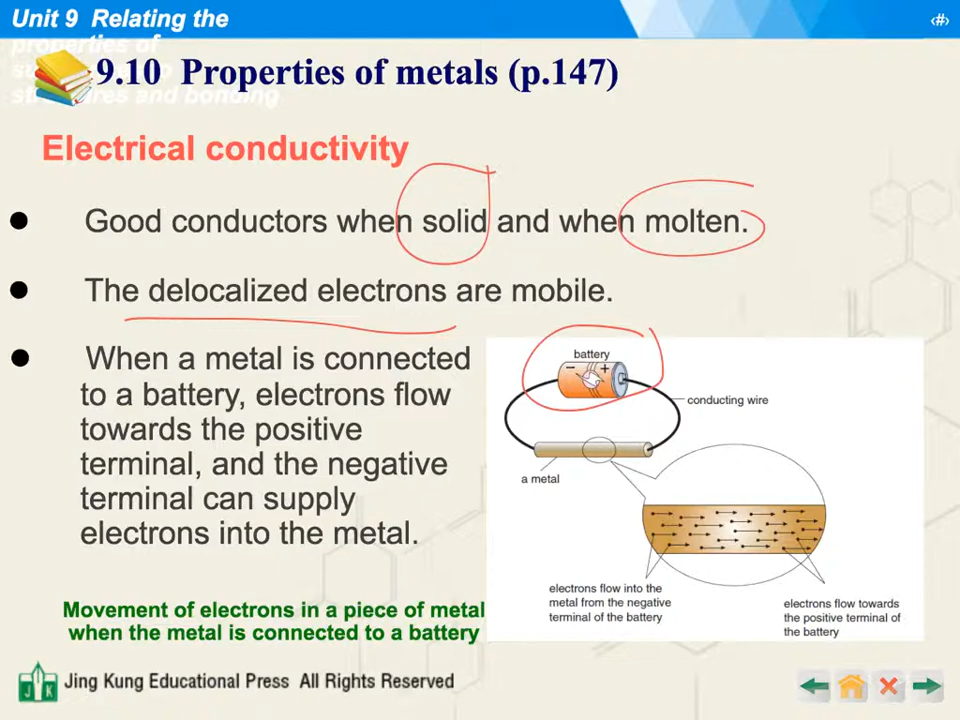 Unit 9 Relating the
properties of
structures and bonding
‹#›
9.10 Properties of metals (p.147)
Electrical conductivity
● Good conductors when solid and when molten.
● The delocalized electrons are mobile.
● When a metal is connected
to a battery, electrons flow
towards the positive
terminal, and the negative
terminal can supply
electrons into the metal.
battery
− +
conducting wire
a metal
electrons flow into the
metal from the negative
terminal of the battery
electrons flow towards
the positive terminal of
the battery
Movement of electrons in a piece of metal
when the metal is connected to a battery
J K
Jing Kung Educational Press All Rights Reserved